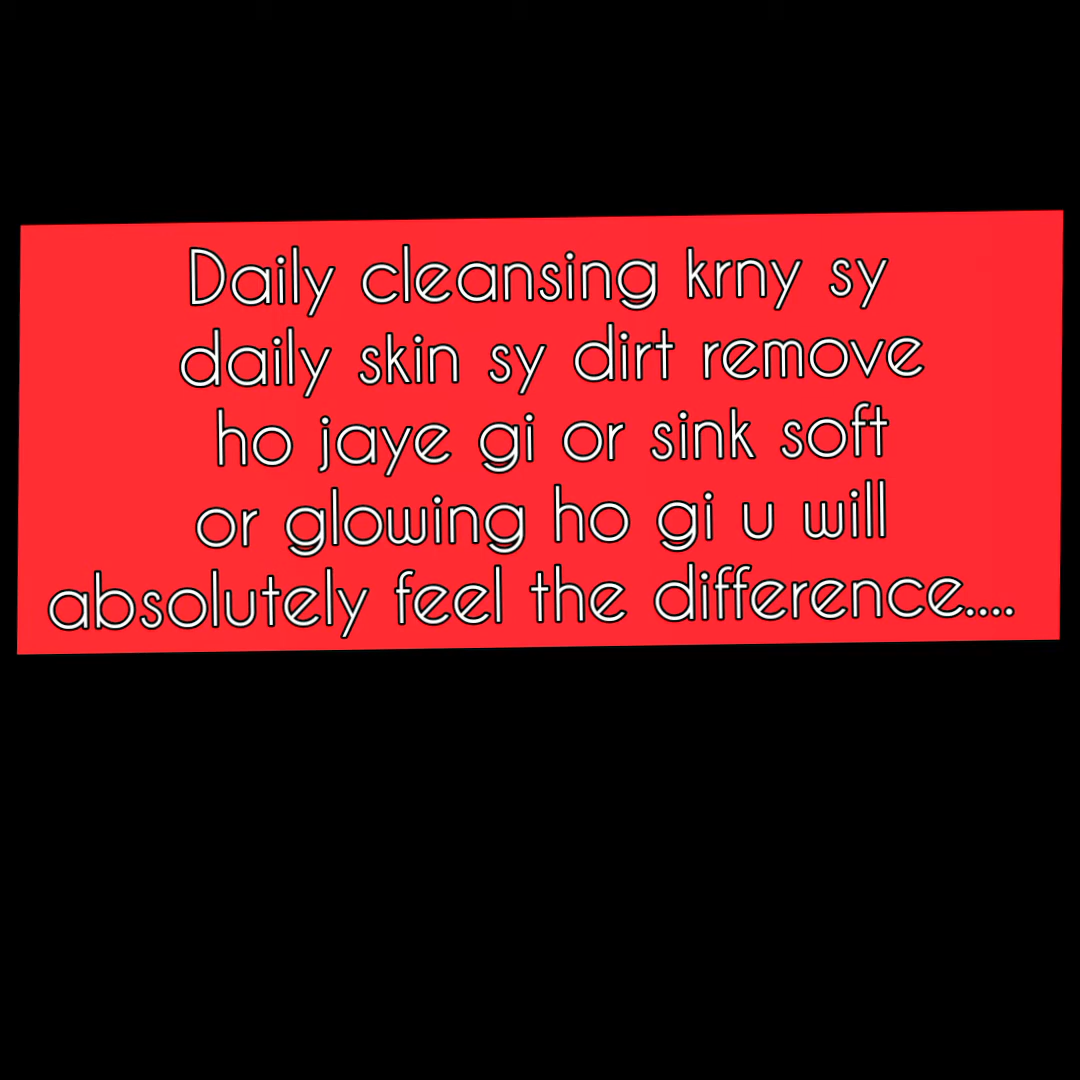 Daily cleansing krny sy
daily skin sy dirt remove
ho jaye gi or sink soft
or glowing ho gi u will
absolutely feel the difference....